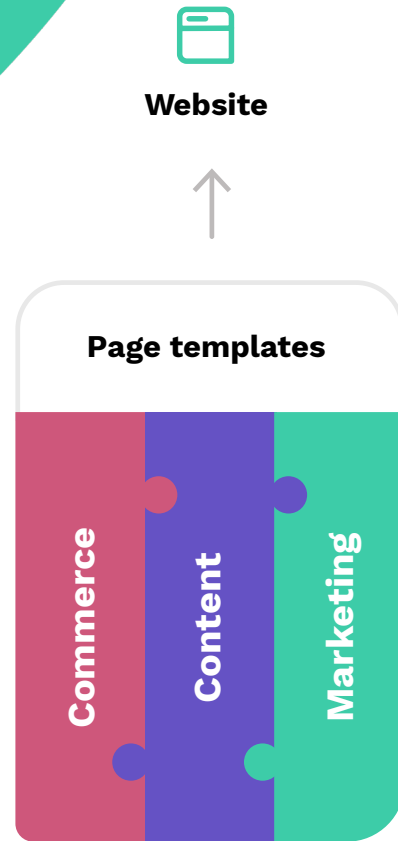 Website
Page templates
Commerce
Content
Marketing